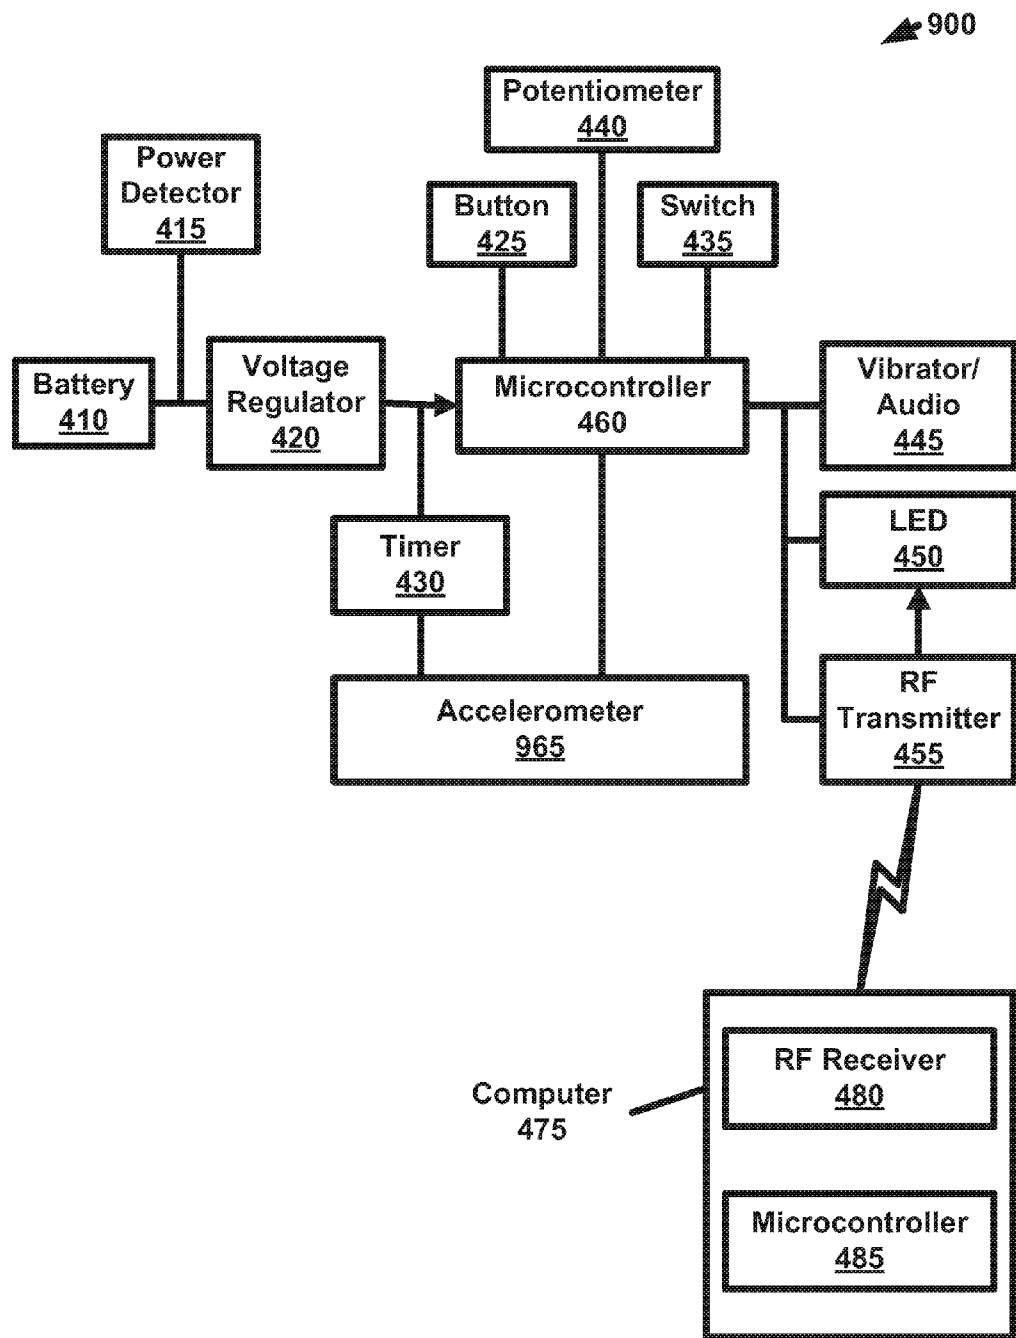 900
Potentiometer
440
Power
Detector
415
Button
425
Switch
435
Battery
410
Voltage
Regulator
420
Microcontroller
460
Vibrator/
Audio
445
LED
450
Timer
430
RF
Transmitter
455
Accelerometer
965
Computer
475
RF Receiver
480
Microcontroller
485